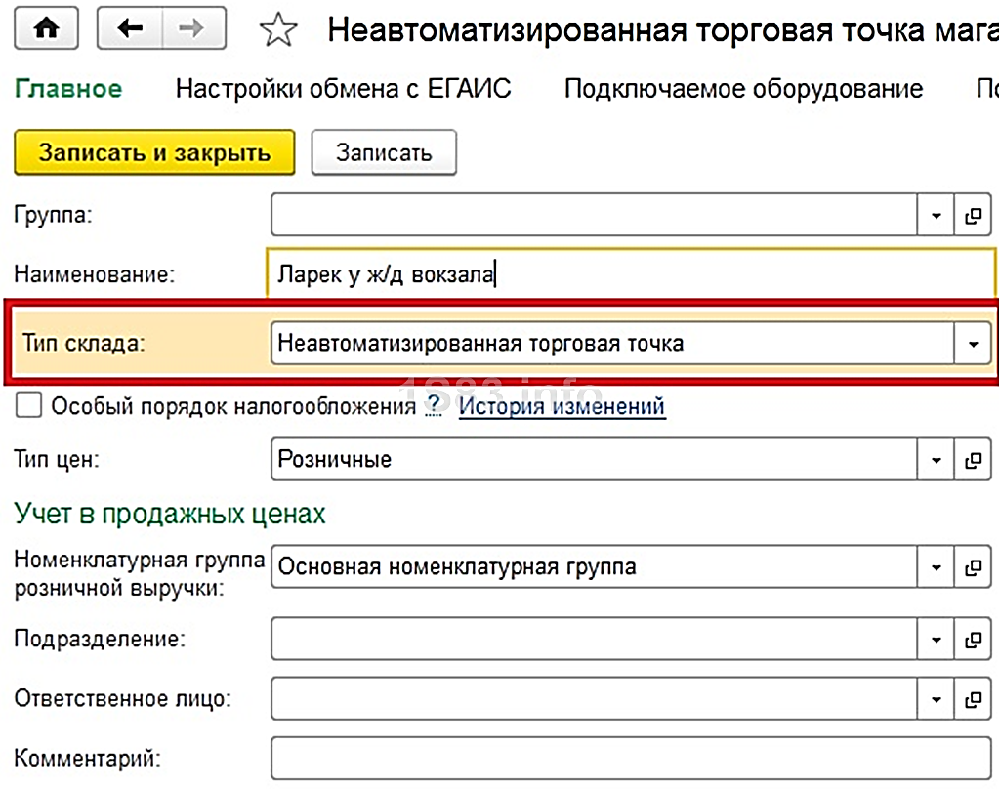 Неавтоматизированная торговая точка мага
Главное Настройки обмена с ЕГАИС Подключаемое оборудование По
Записать и закрыть Записать
Группа:
Наименование: Ларек у ж/д вокзала
Тип склада: Неавтоматизированная торговая точка
1S83.info
Особый порядок налогообложения ? История изменений
Тип цен: Розничные
Учет в продажных ценах
Номенклатурная группа
розничной выручки: Основная номенклатурная группа
Подразделение:
Ответственное лицо:
Комментарий: